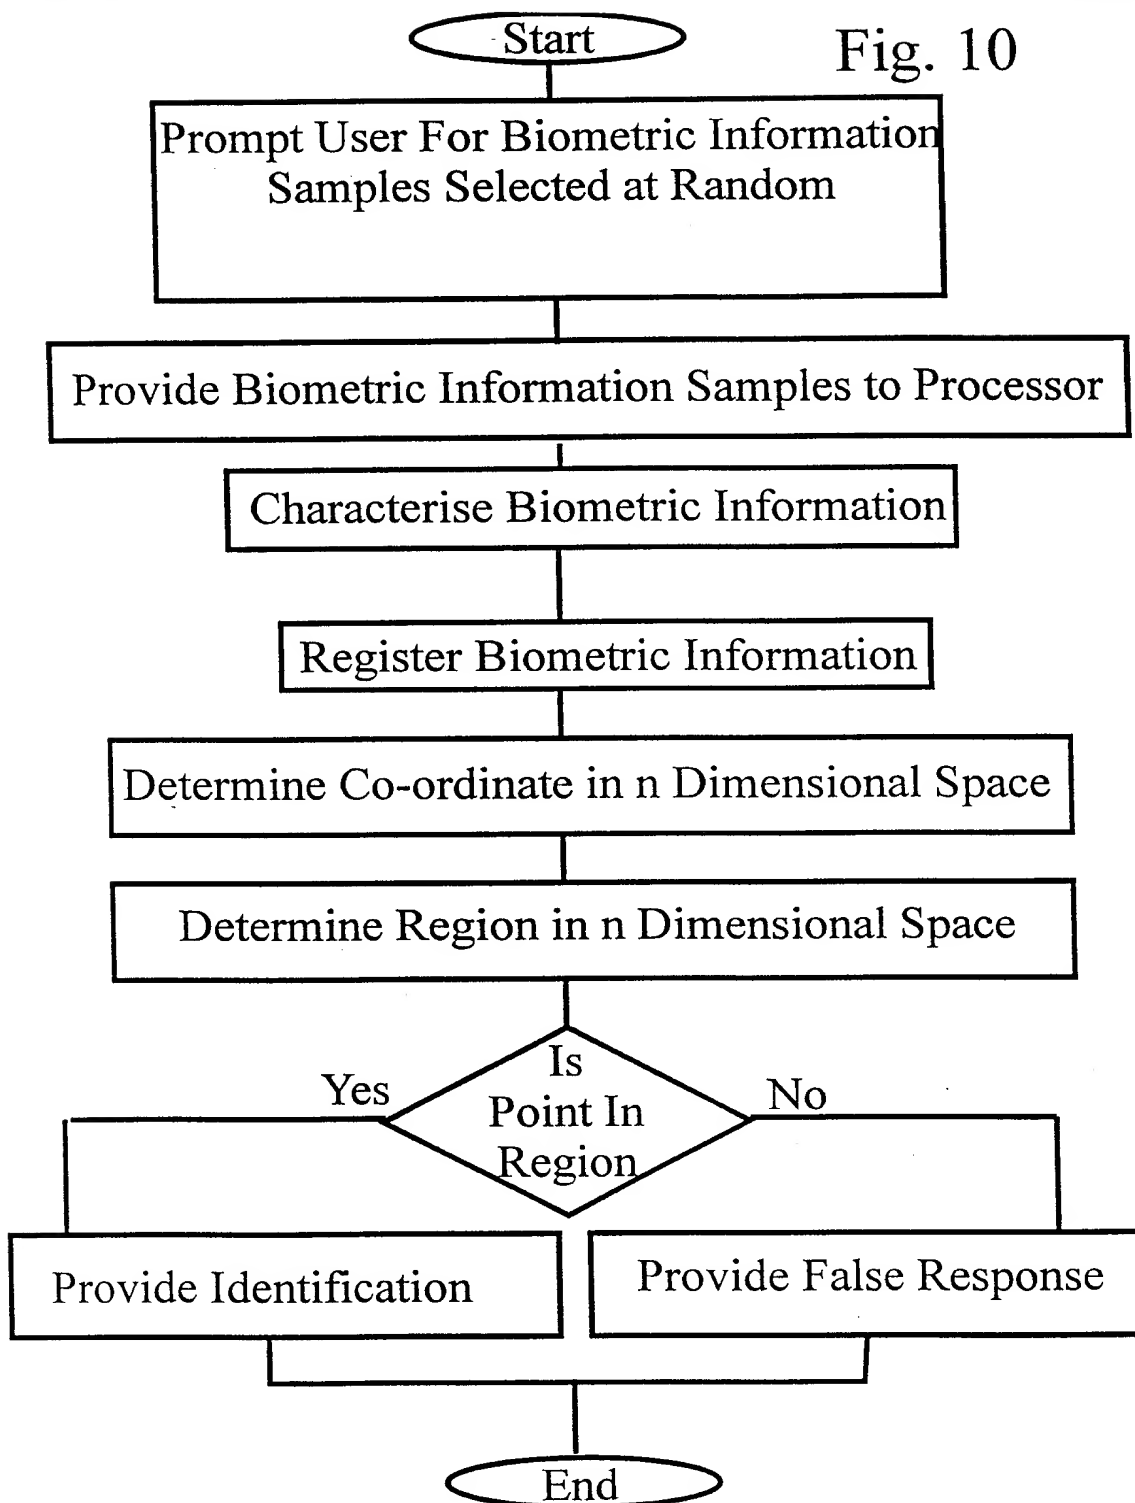 Start
Fig. 10
Prompt User For Biometric Information
Samples Selected at Random
Provide Biometric Information Samples to Processor
Characterise Biometric Information
Register Biometric Information
Determine Co-ordinate in n Dimensional Space
Determine Region in n Dimensional Space
Is
Point In
Region
Yes
No
Provide Identification
Provide False Response
End